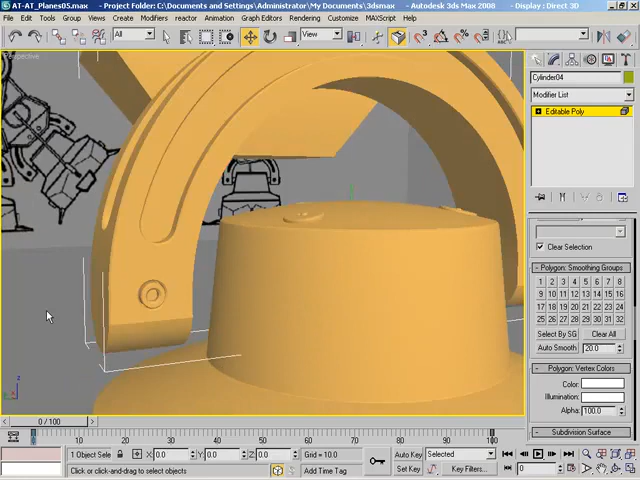 AT-AT_Planes05.max - Project Folder: C:\Documents and Settings\Administrator\My Documents\3dsmax - Autodesk 3ds Max 2008 - Display : Direct 3D
File Edit Tools Group Views Create Modifiers reactor Animation Graph Editors Rendering Customize MAXScript Help
All View
Perspective
Cylinder04
Modifier List
Editable Poly
Clear Selection
Polygon: Smoothing Groups
1 2 3 4 5 6 7 8
9 10 11 12 13 14 15 16
17 18 19 20 21 22 23 24
25 26 27 28 29 30 31 32
Select By SG Clear All
Auto Smooth 20.0
Polygon: Vertex Colors
Color:
Illumination:
Alpha: 100.0
Subdivision Surface
0 / 100
10 20 30 40 50 60 70 80 90 100
1 Object Selec X: 0.0 Y: 0.0 Z: 0.0 Grid = 10.0 Auto Key Selected
Click or click-and-drag to select objects Add Time Tag Set Key Key Filters... 0